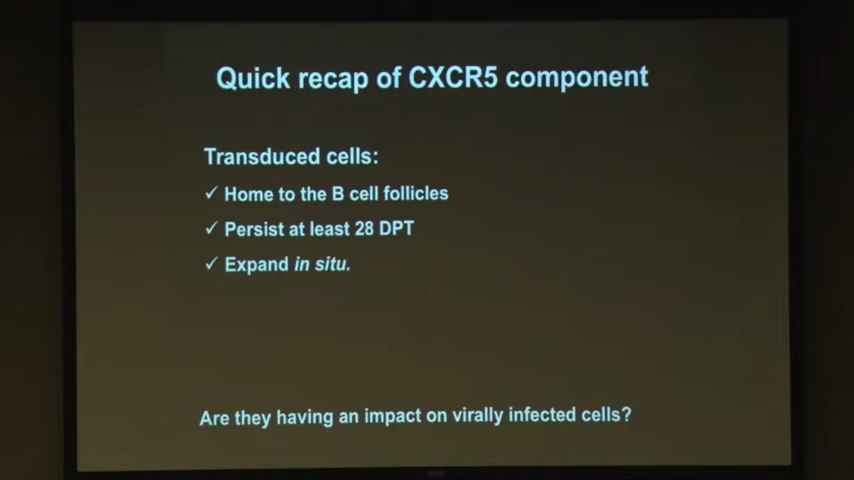 Quick recap of CXCR5 component
Transduced cells:
✓ Home to the B cell follicles
✓ Persist at least 28 DPT
✓ Expand in situ.
Are they having an impact on virally infected cells?